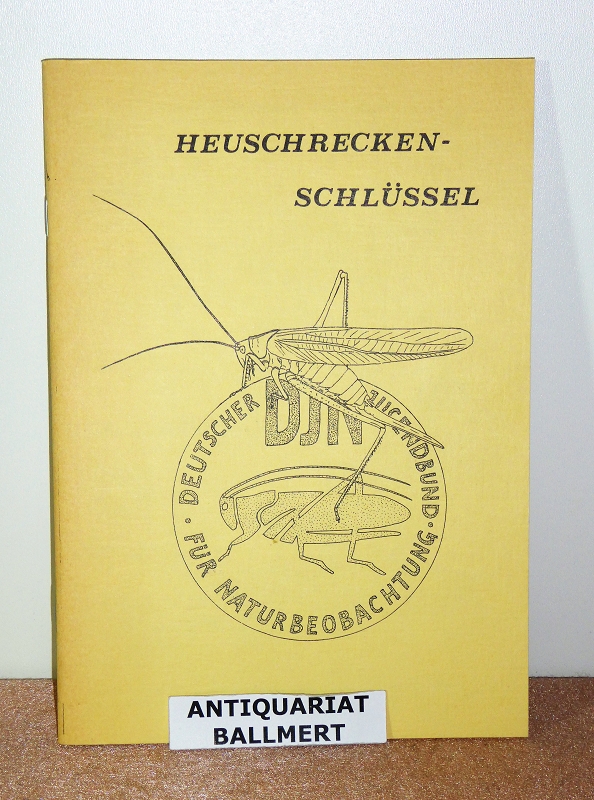 HEUSCHRECKEN-
SCHLÜSSEL
DJN
DEUTSCHER JUGENDBUND · FÜR NATURBEOBACHTUNG ·
ANTIQUARIAT
BALLMERT